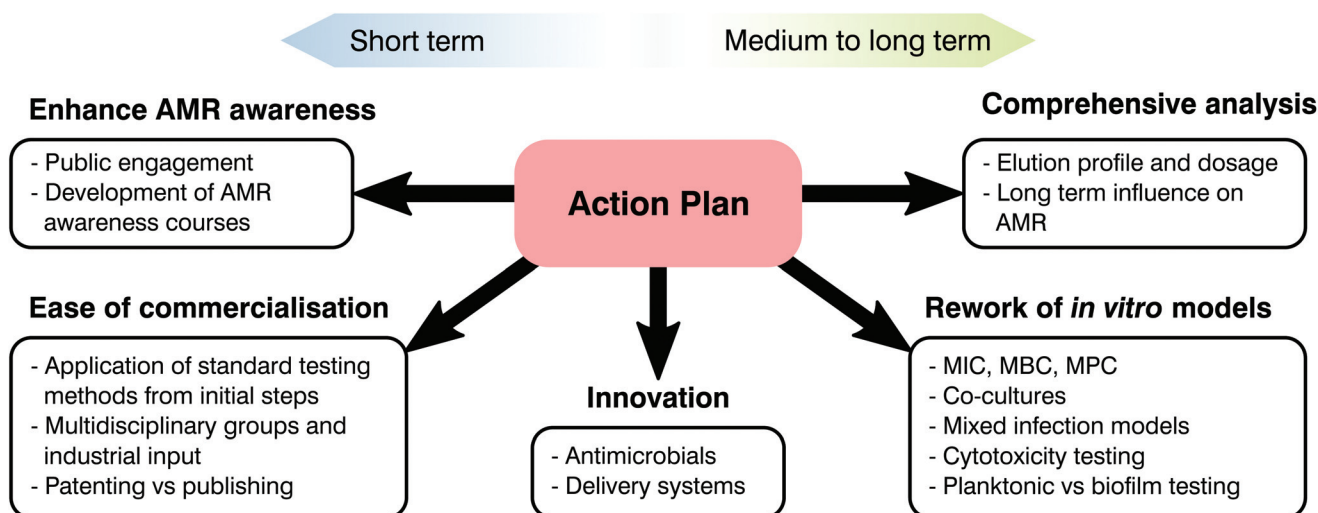 Short term
Medium to long term
Enhance AMR awareness
- Public engagement
- Development of AMR
awareness courses
Comprehensive analysis
- Elution profile and dosage
- Long term influence on
AMR
Action Plan
Ease of commercialisation
- Application of standard testing
methods from initial steps
- Multidisciplinary groups and
industrial input
- Patenting vs publishing
Innovation
- Antimicrobials
- Delivery systems
Rework of in vitro models
- MIC, MBC, MPC
- Co-cultures
- Mixed infection models
- Cytotoxicity testing
- Planktonic vs biofilm testing